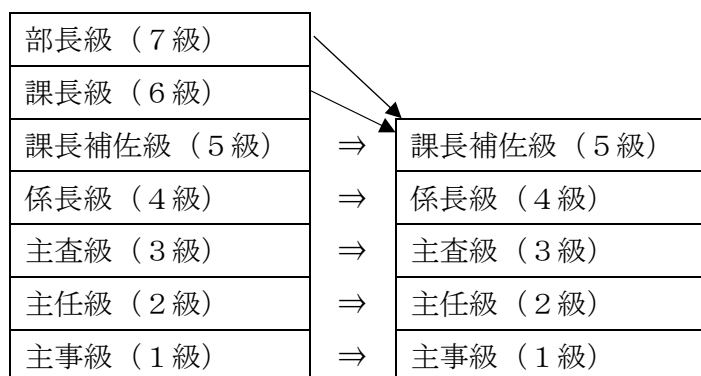 部長級（７級）
課長級（６級）
課長補佐級（５級） ⇒ 課長補佐級（５級）
係長級（４級） ⇒ 係長級（４級）
主査級（３級） ⇒ 主査級（３級）
主任級（２級） ⇒ 主任級（２級）
主事級（１級） ⇒ 主事級（１級）